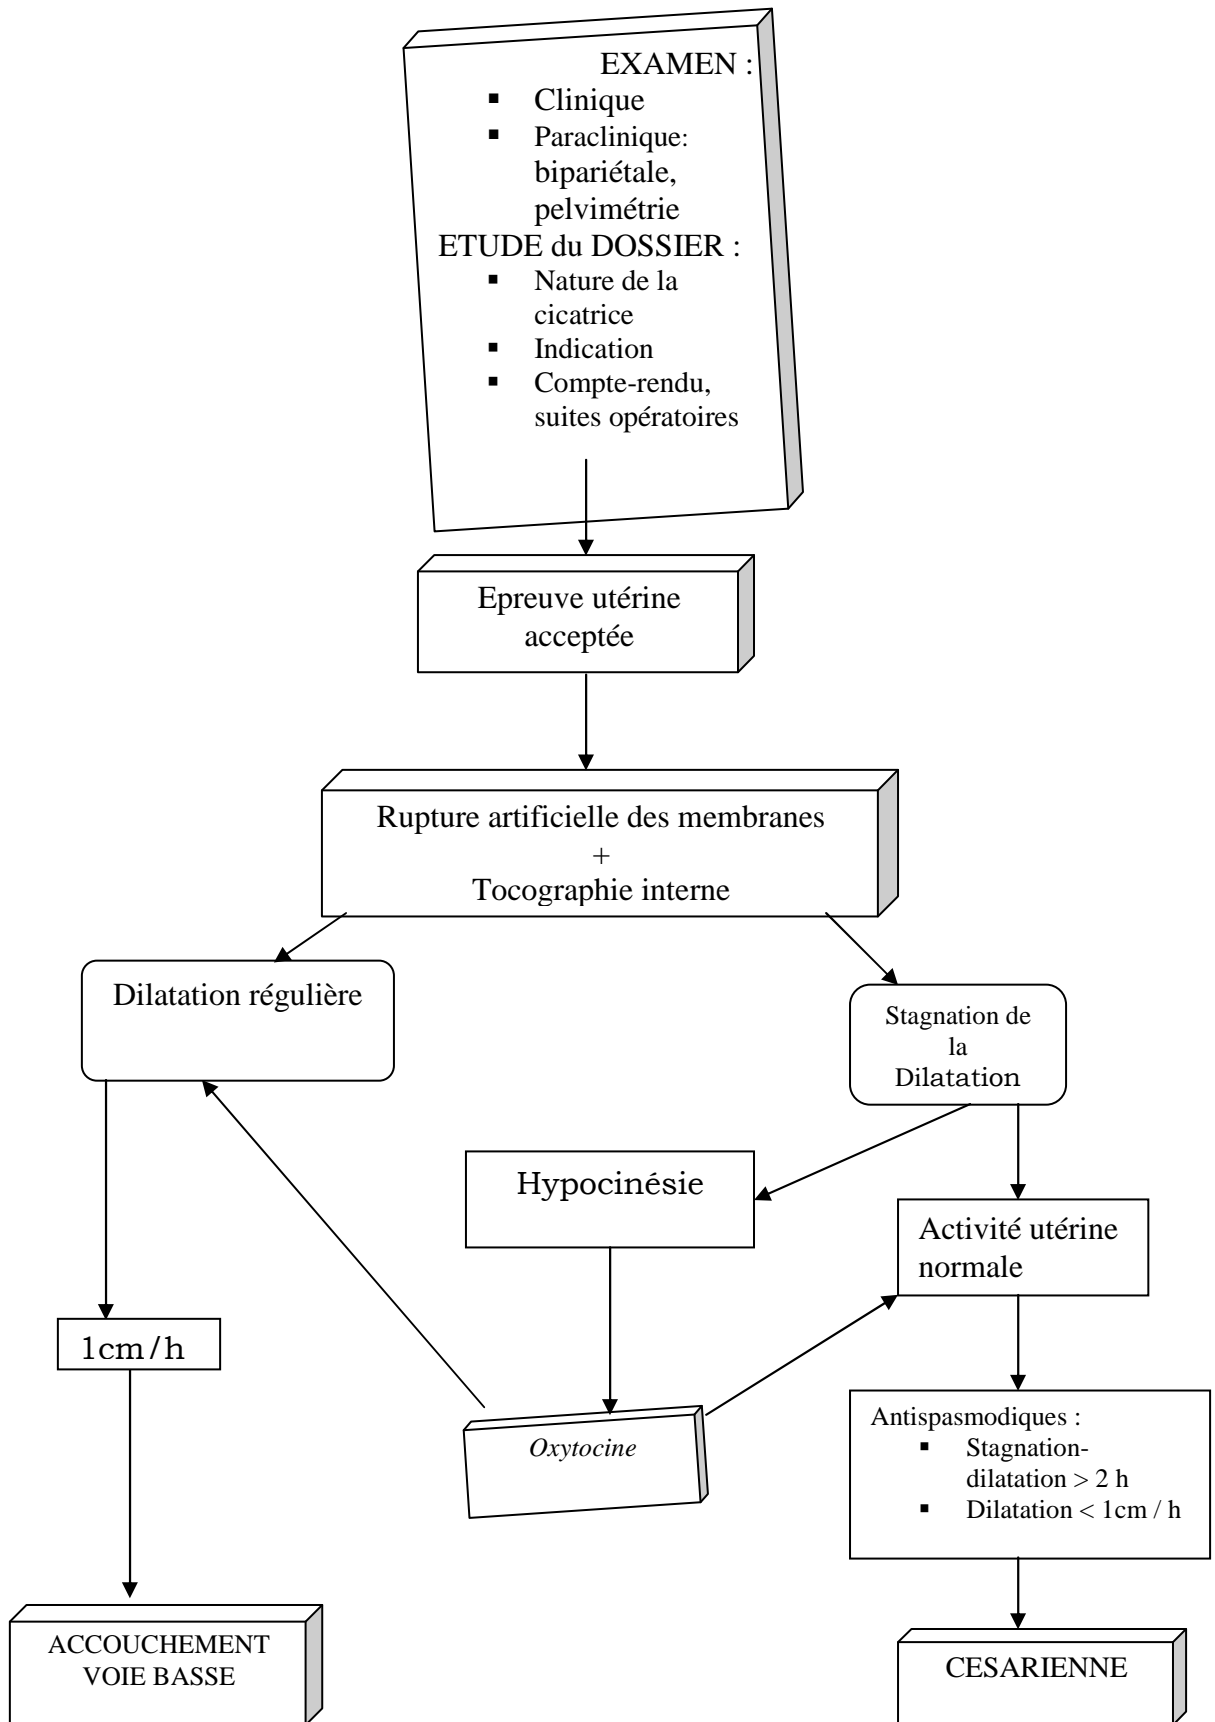 EXAMEN :
▪ Clinique
▪ Paraclinique:
bipariétale,
pelvimétrie
ETUDE du DOSSIER :
▪ Nature de la
cicatrice
▪ Indication
▪ Compte-rendu,
suites opératoires
Epreuve utérine
acceptée
Rupture artificielle des membranes
+
Tocographie interne
Dilatation régulière
Stagnation de
la
Dilatation
Hypocinésie
Activité utérine
normale
1cm/h
Oxytocine
Antispasmodiques :
▪ Stagnation-
dilatation > 2 h
▪ Dilatation < 1cm / h
ACCOUCHEMENT
VOIE BASSE
CESARIENNE